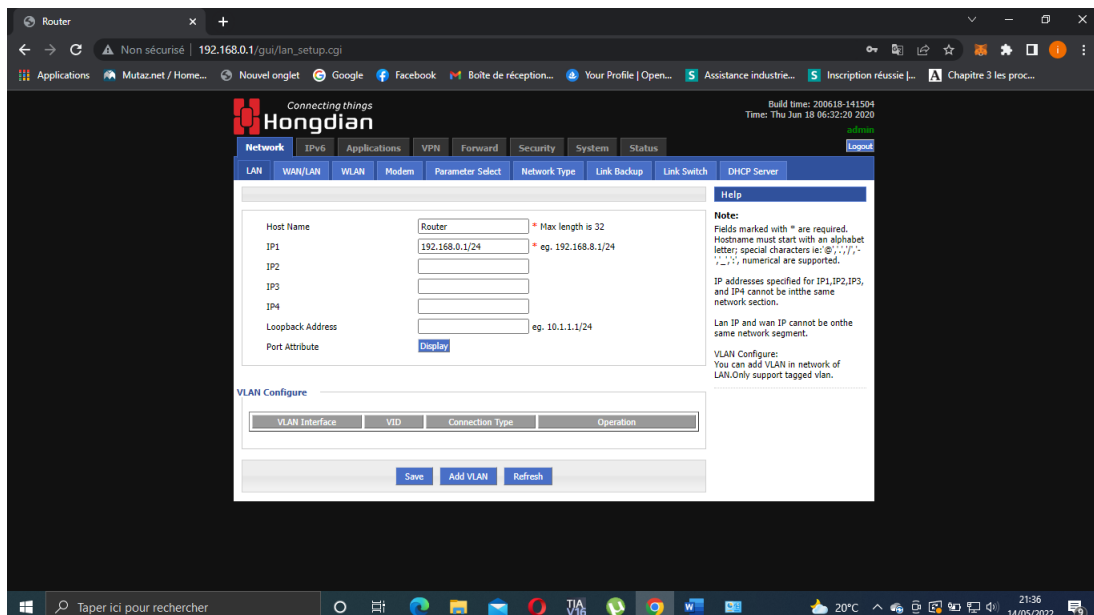 Router
Non sécurisé | 192.168.0.1/gui/lan_setup.cgi
Applications Mutaz.net / Home... Nouvel onglet Google Facebook Boîte de réception... Your Profile | Open... Assistance industrie... Inscription réussie |... Chapitre 3 les proc...
Connecting things
Hongdian
Build time: 200618-141504
Time: Thu Jun 18 06:32:20 2020
admin
Logout
Network IPv6 Applications VPN Forward Security System Status
LAN WAN/LAN WLAN Modem Parameter Select Network Type Link Backup Link Switch DHCP Server
Host Name Router * Max length is 32
IP1 192.168.0.1/24 * eg. 192.168.8.1/24
IP2
IP3
IP4
Loopback Address eg. 10.1.1.1/24
Port Attribute Display
VLAN Configure
VLAN Interface VID Connection Type Operation
Save Add VLAN Refresh
Help
Note:
Fields marked with * are required.
Hostname must start with an alphabet
letter; special characters ie:'@','.','/','-
','_',':', numerical are supported.
IP addresses specified for IP1,IP2,IP3,
and IP4 cannot be intthe same
network section.
Lan IP and wan IP cannot be onthe
same network segment.
VLAN Configure:
You can add VLAN in network of
LAN.Only support tagged vlan.
Taper ici pour rechercher
TIA
V16
20°C
21:36
14/05/2022